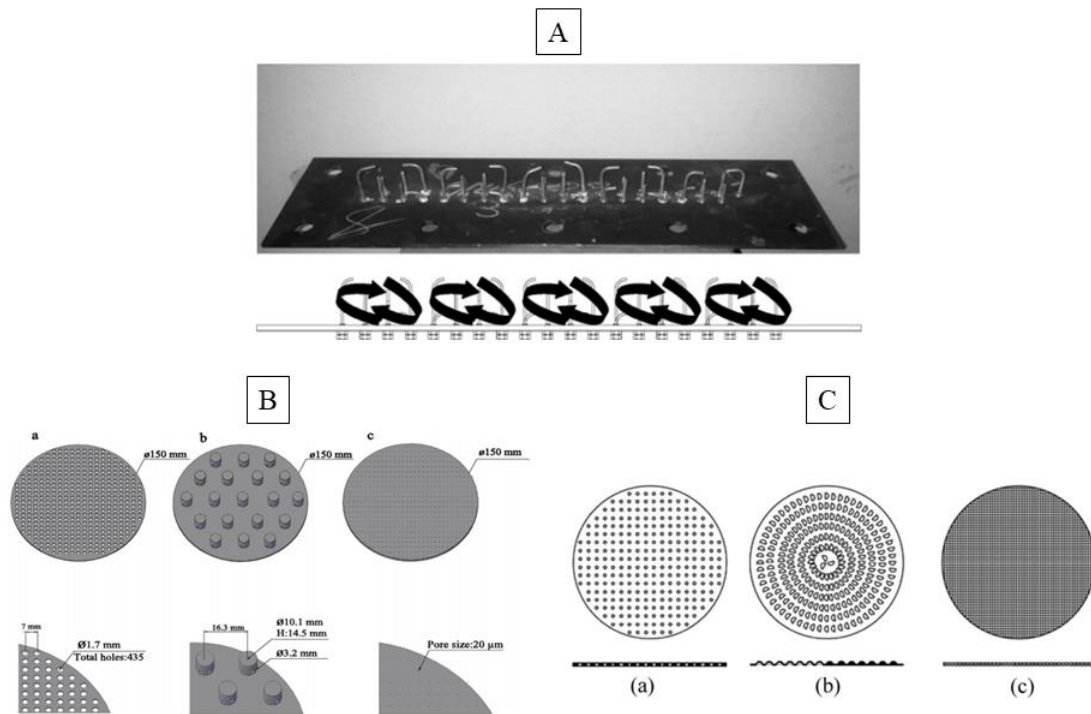 A
B
C
a
b
c
ø150 mm
ø150 mm
ø150 mm
7 mm
Ø1.7 mm
Total holes:435
16.3 mm
Ø10.1 mm
H:14.5 mm
Ø3.2 mm
Pore size:20 µm
(a)
(b)
(c)